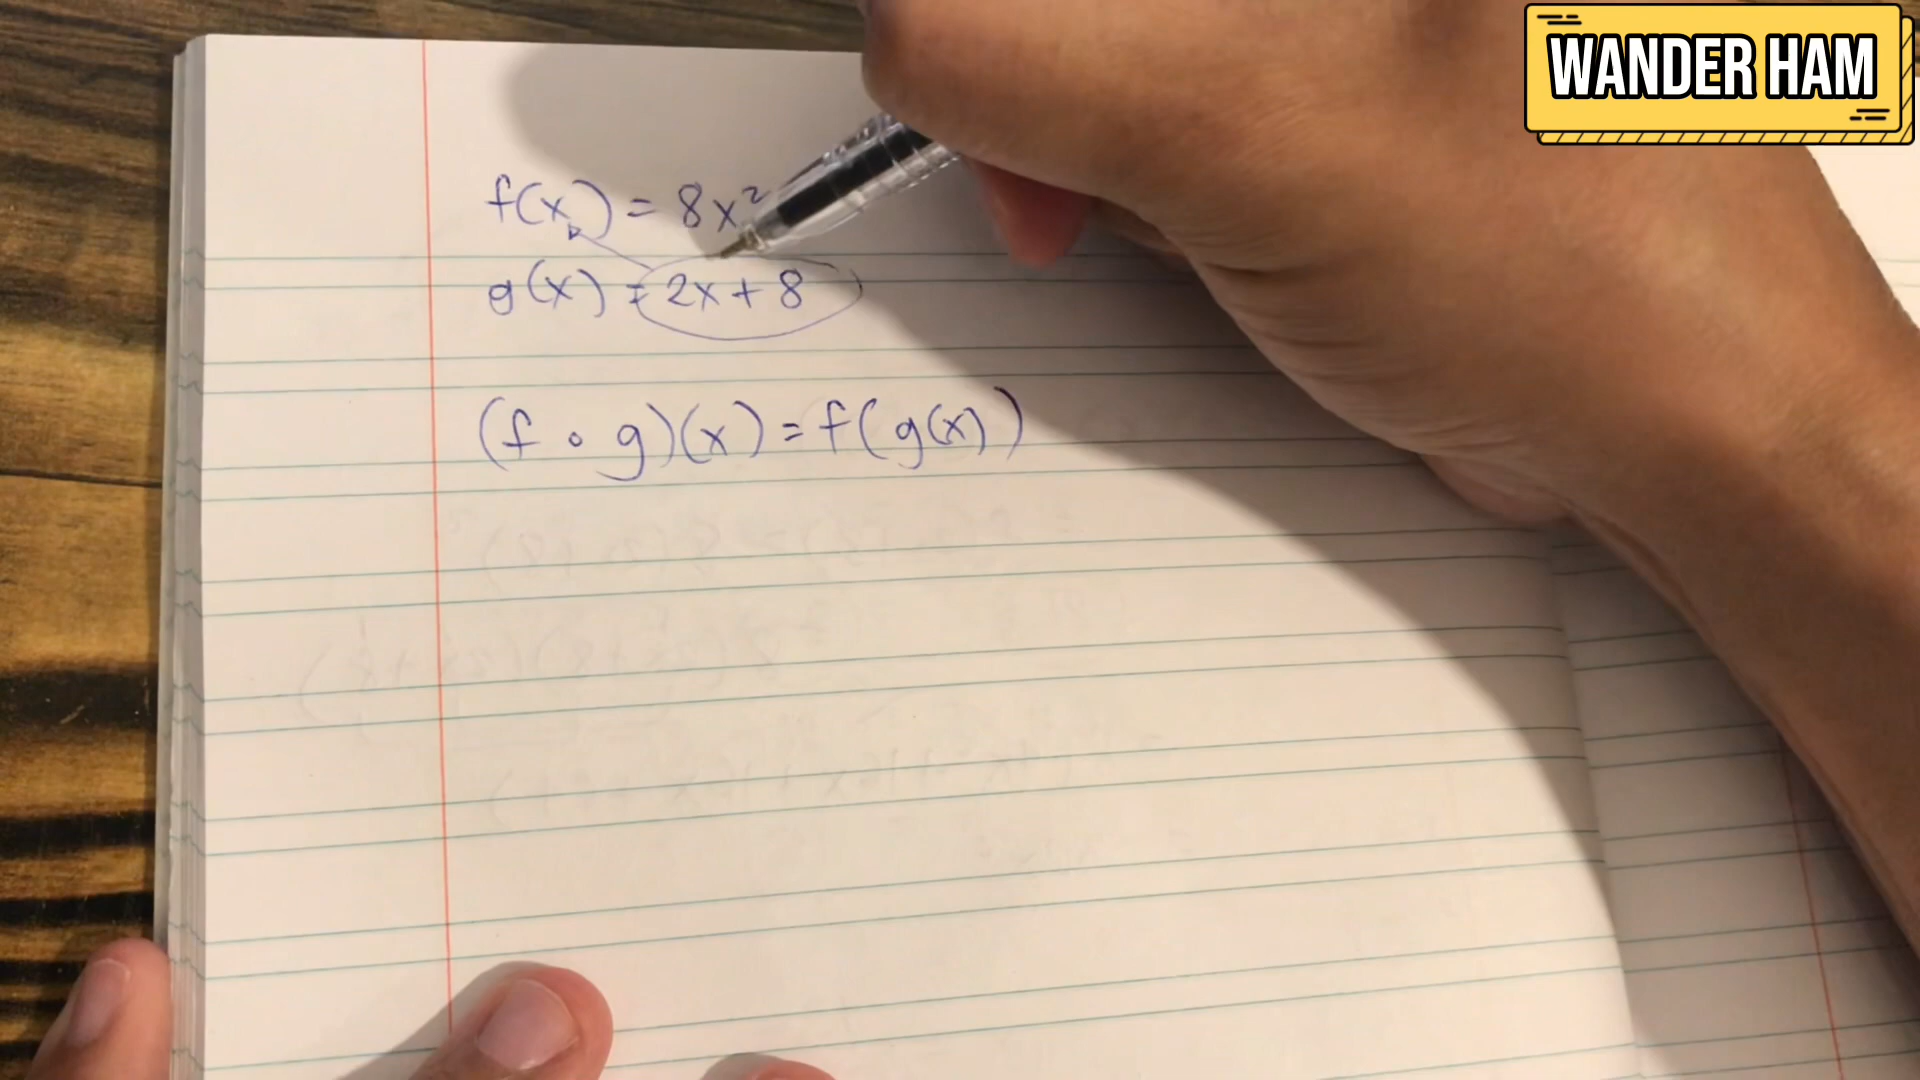 WANDER HAM
f(x) = 8x²
g(x) = 2x + 8
(f ∘ g)(x) = f(g(x))